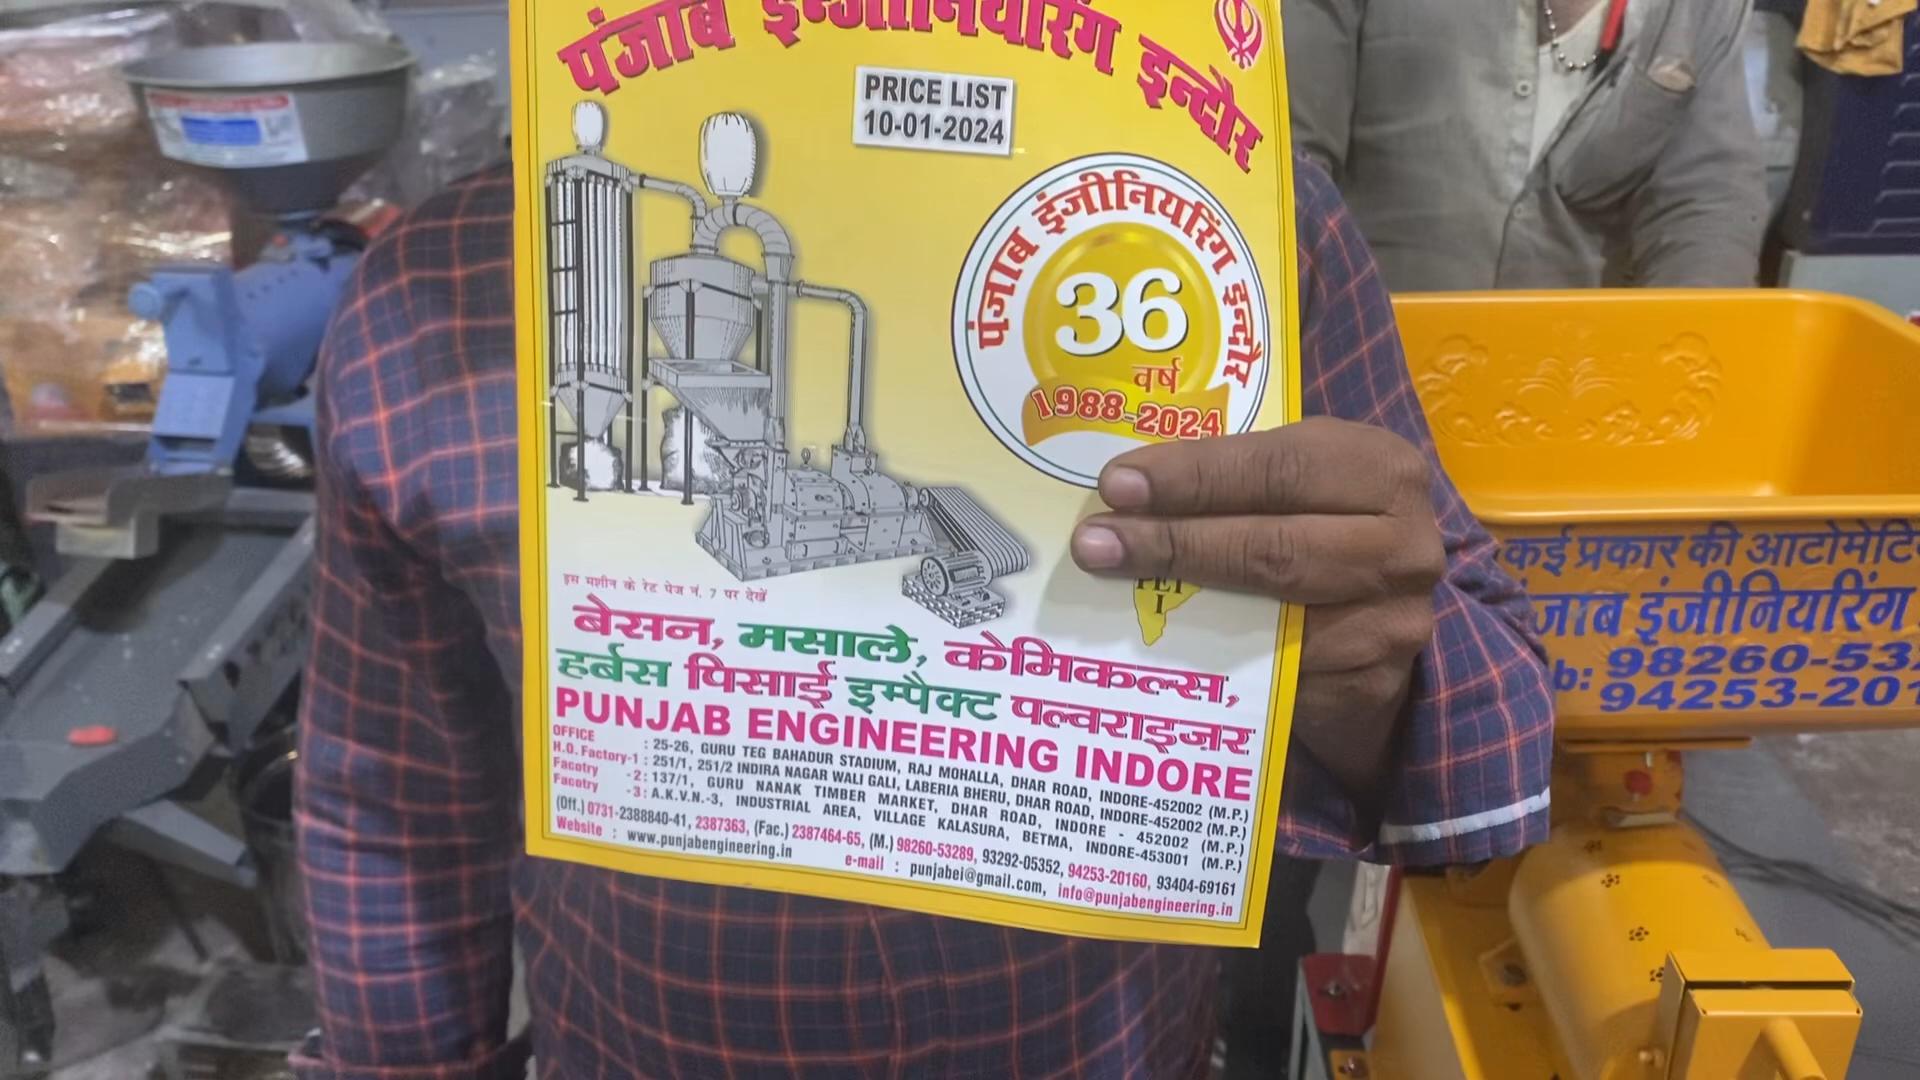 पंजाब इन्जीनियरिंग इन्दौर
PRICE LIST
10-01-2024
पंजाब इंजीनियरिंग इन्दौर
36
वर्ष
1988-2024
PEI
I
इस मशीन के रेट पेज नं. 7 पर देखें
बेसन, मसाले, केमिकल्स,
हर्बस पिसाई इम्पैक्ट पल्वराइजर
PUNJAB ENGINEERING INDORE
OFFICE : 25-26, GURU TEG BAHADUR STADIUM, RAJ MOHALLA, DHAR ROAD, INDORE-452002 (M.P.)
H.O. Factory-1 : 251/1, 251/2 INDIRA NAGAR WALI GALI, LABERIA BHERU, DHAR ROAD, INDORE-452002 (M.P.)
Facotry -2 : 137/1, GURU NANAK TIMBER MARKET, DHAR ROAD, INDORE - 452002 (M.P.)
Facotry -3 : A.K.V.N.-3, INDUSTRIAL AREA, VILLAGE KALASURA, BETMA, INDORE-453001 (M.P.)
(Off.) 0731-2388840-41, 2387363, (Fac.) 2387464-65, (M.) 98260-53289, 93292-05352, 94253-20160, 93404-69161
Website : www.punjabengineering.in e-mail : punjabei@gmail.com, info@punjabengineering.in
कई प्रकार की
इंजीनियरिंग
98260-53
94253-20